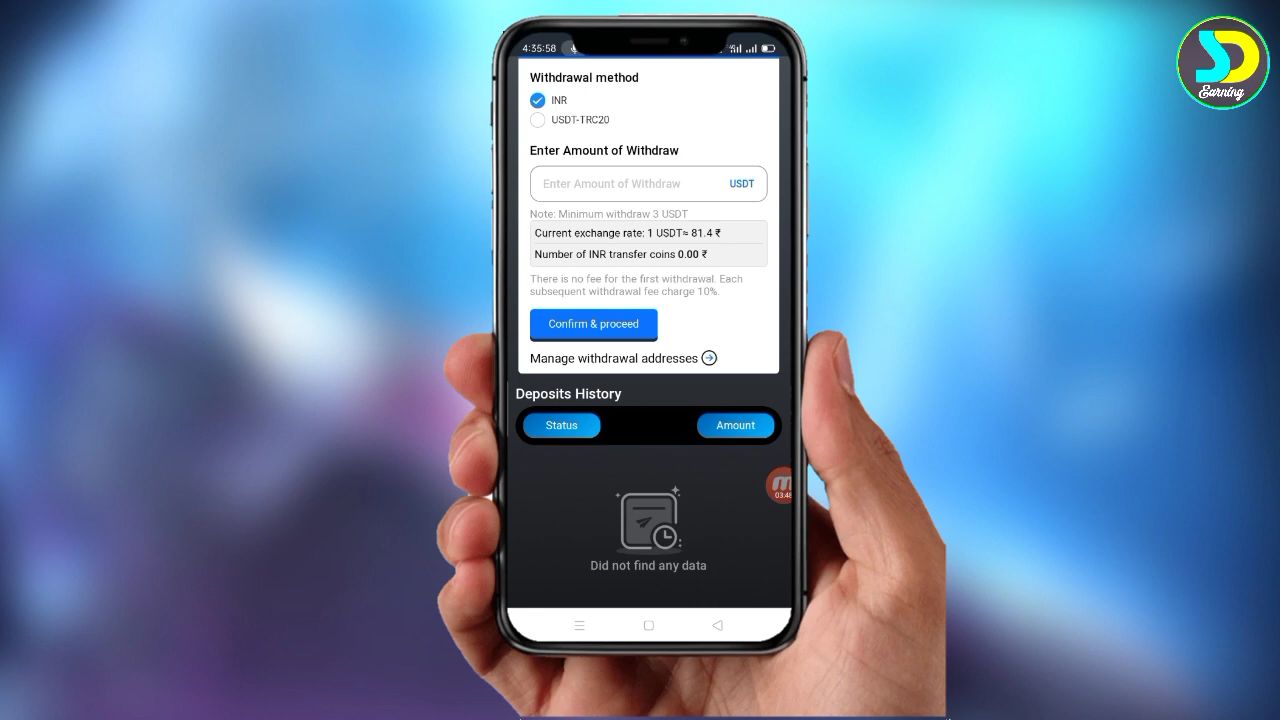 4:35:58
SD
Earning
Withdrawal method
INR
USDT-TRC20
Enter Amount of Withdraw
Enter Amount of Withdraw USDT
Note: Minimum withdraw 3 USDT
Current exchange rate: 1 USDT≈ 81.4 ₹
Number of INR transfer coins 0.00 ₹
There is no fee for the first withdrawal. Each
subsequent withdrawal fee charge 10%.
Confirm & proceed
Manage withdrawal addresses
Deposits History
Status Amount
03:48
Did not find any data